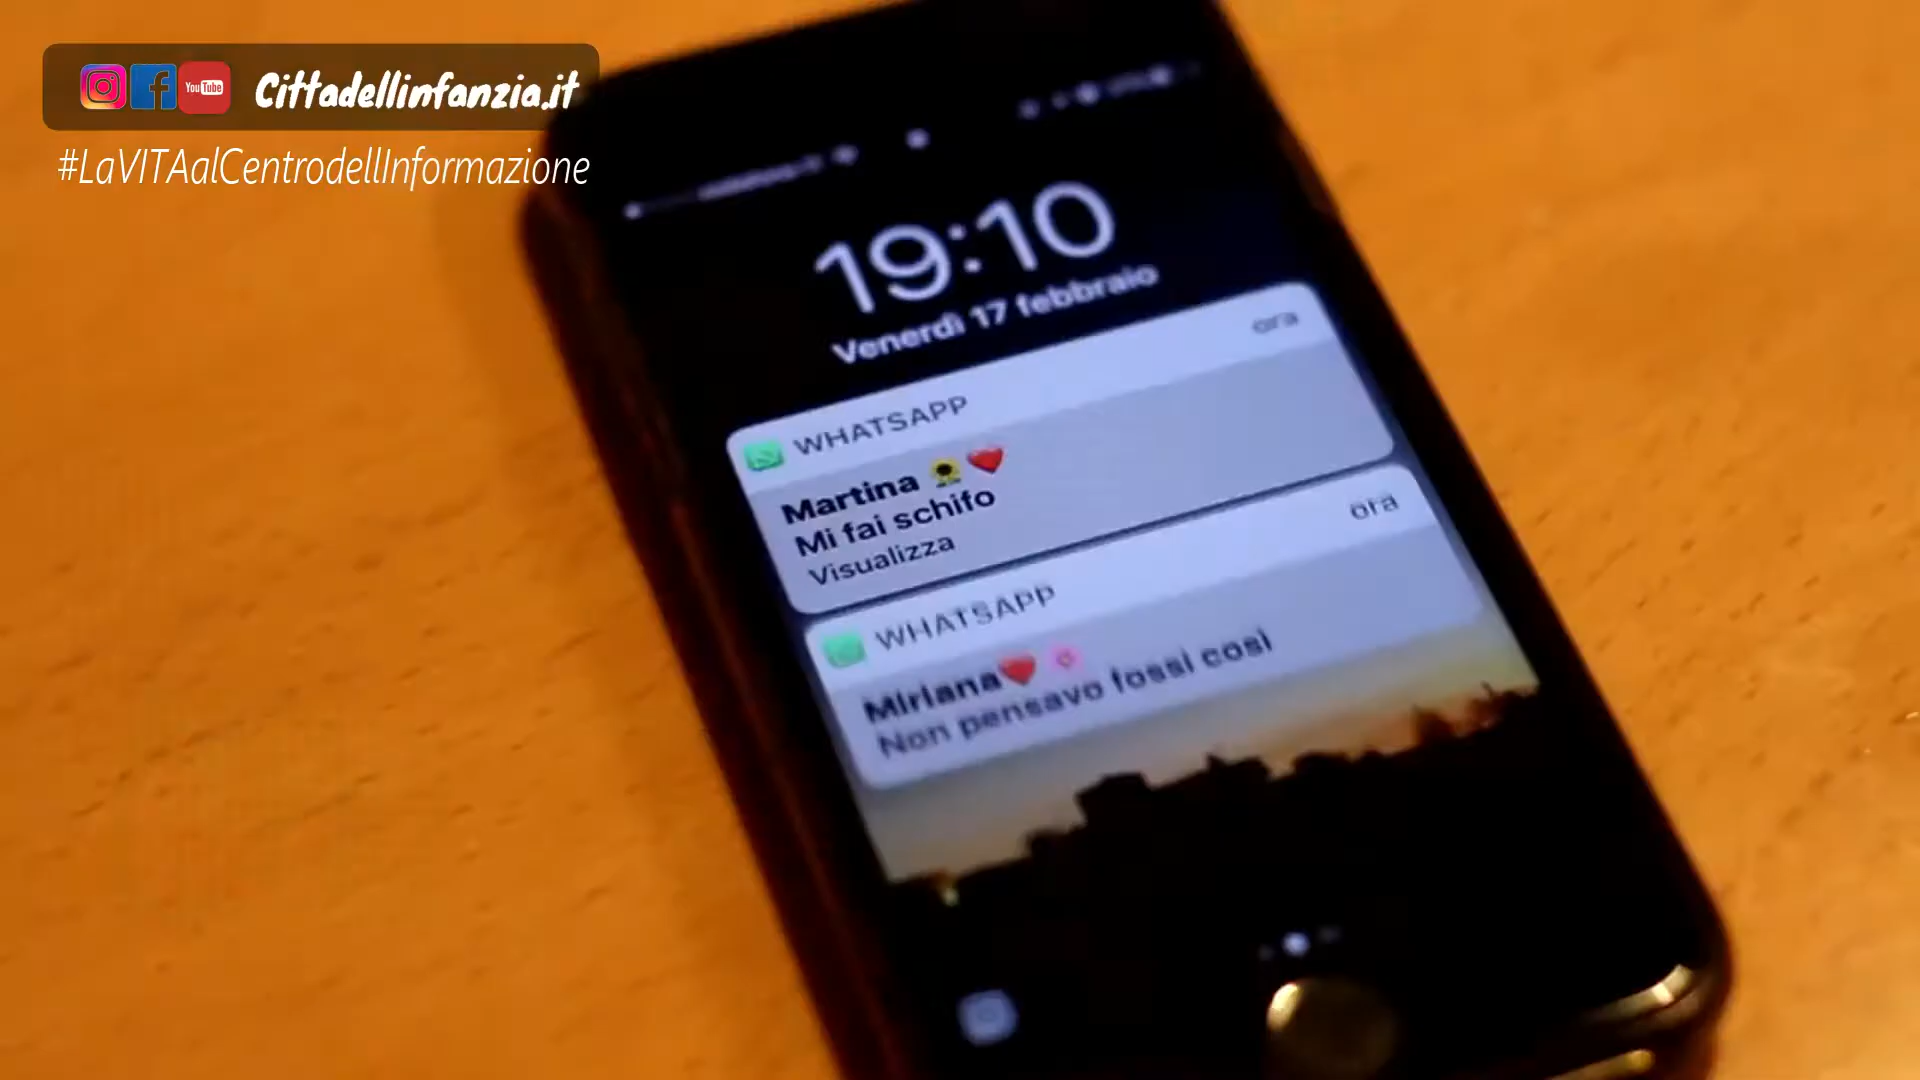 YouTube
Cittadellinfanzia.it
#LaVITAalCentrodellInformazione
19:10
Venerdì 17 febbraio
WHATSAPP
ora
Martina 🌻❤️
Mi fai schifo
Visualizza
WHATSAPP
ora
Miriana❤️🌸
Non pensavo fossi così